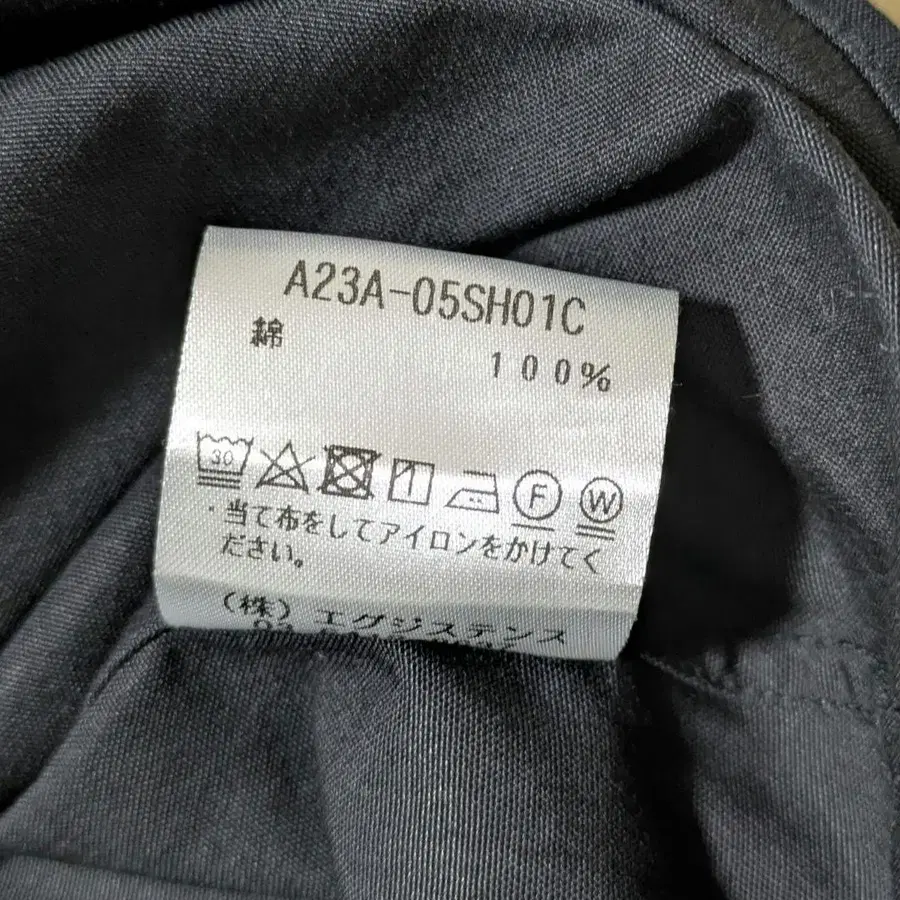 A23A-05SH01C
綿 100%
30 F W
・当て布をしてアイロンをかけてく
ださい。
(株) エグジステンス